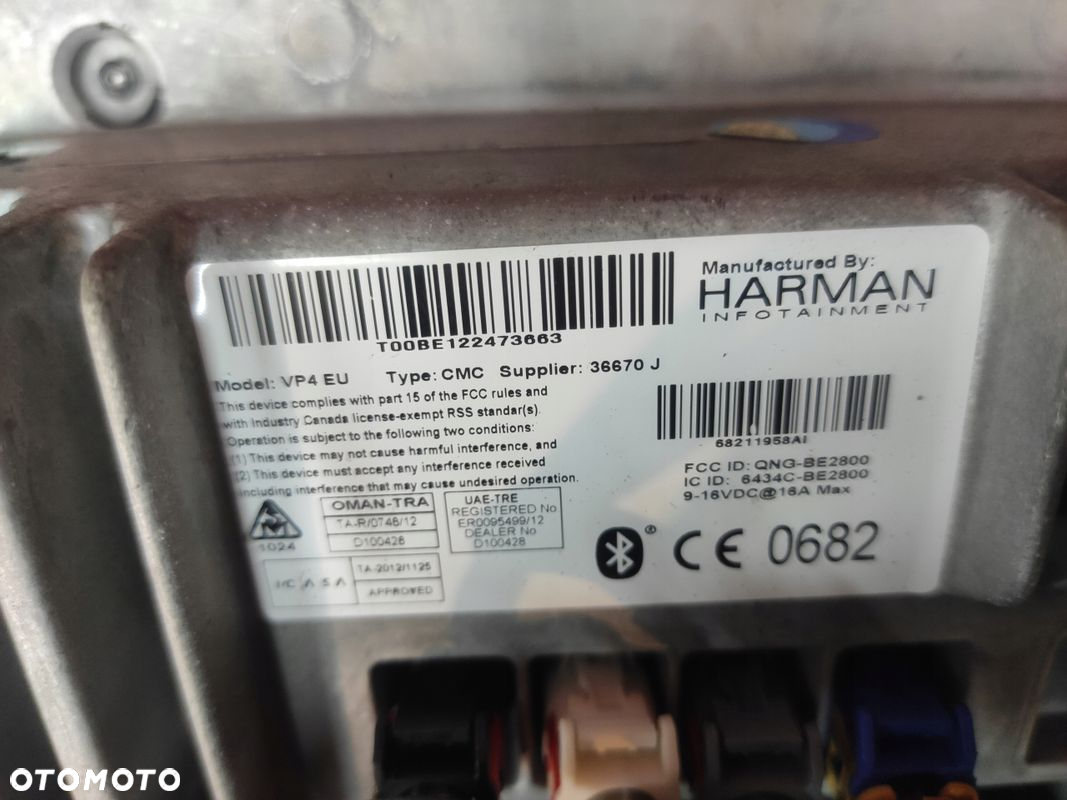 T00BE122473663
Manufactured By:
HARMAN
INFOTAINMENT
Model: VP4 EU Type: CMC Supplier: 36670 J
This device complies with part 15 of the FCC rules and
with Industry Canada license-exempt RSS standar(s).
Operation is subject to the following two conditions:
(1) This device may not cause harmful interference, and
(2) This device must accept any interference received
including interference that may cause undesired operation.
68211958AI
FCC ID: QNG-BE2800
IC ID: 6434C-BE2800
9-16VDC@16A Max
1024
OMAN-TRA
TA-R/0748/12
D100428
UAE-TRE
REGISTERED No
ER0095499/12
DEALER No
D100428
I C A S A
TA-2012/1125
APPROVED
® CE 0682
OTOMOTO